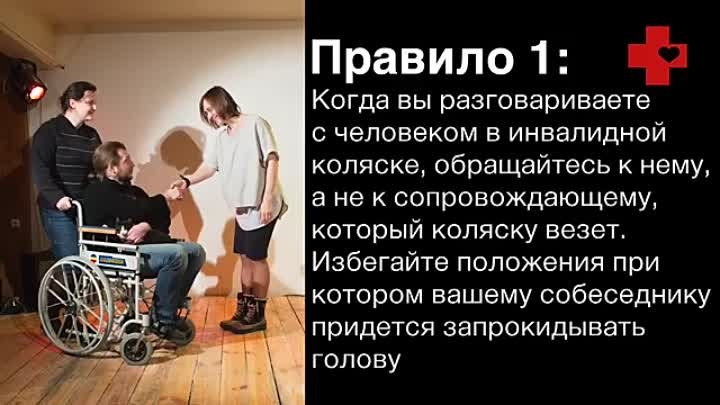 Правило 1:
Когда вы разговариваете
с человеком в инвалидной
коляске, обращайтесь к нему,
а не к сопровождающему,
который коляску везет.
Избегайте положения при
котором вашему собеседнику
придется запрокидывать
голову